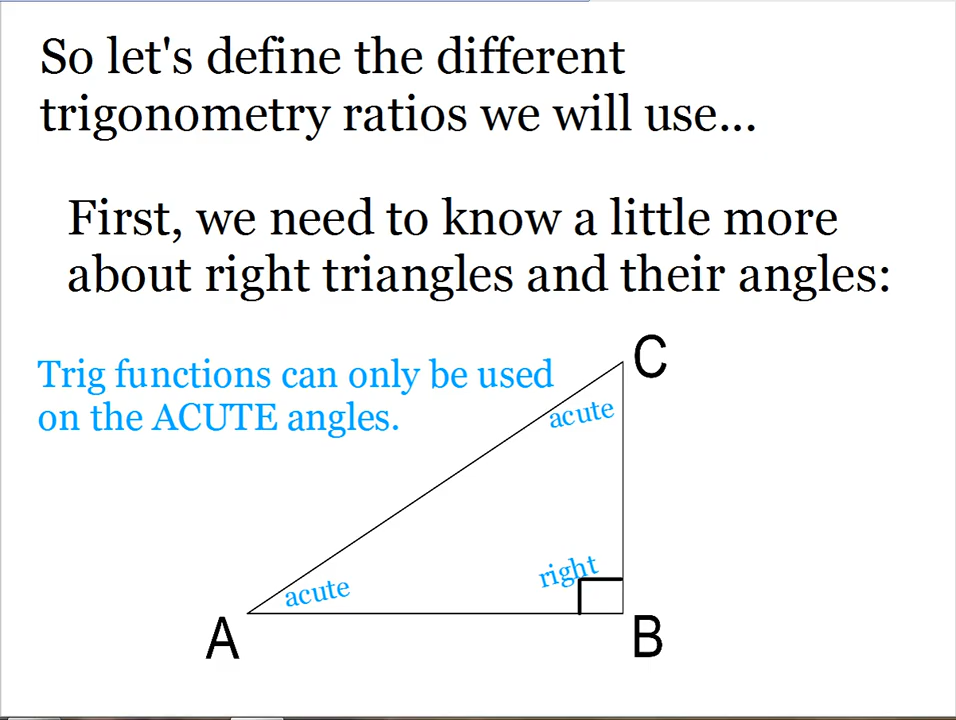 So let's define the different
trigonometry ratios we will use...
First, we need to know a little more
about right triangles and their angles:
Trig functions can only be used
on the ACUTE angles.
C
acute
right
acute
A
B